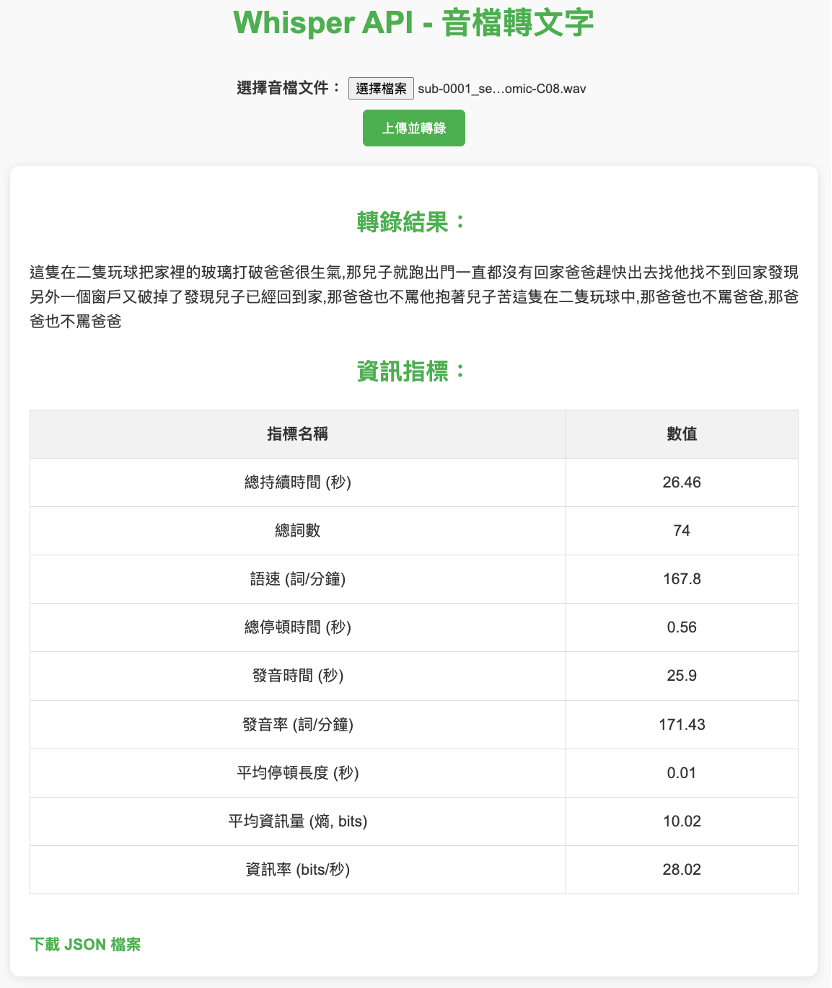 Whisper API - 音檔轉文字
選擇音檔文件： 選擇檔案 sub-0001_se...omic-C08.wav
上傳並轉錄
轉錄結果：
這隻在二隻玩球把家裡的玻璃打破爸爸很生氣,那兒子就跑出門一直都沒有回家爸爸趕快出去找他找不到回家發現
另外一個窗戶又破掉了發現兒子已經回到家,那爸爸也不罵他抱著兒子苦這隻在二隻玩球中,那爸爸也不罵爸爸,那爸
爸也不罵爸爸
資訊指標：
指標名稱 數值
總持續時間 (秒) 26.46
總詞數 74
語速 (詞/分鐘) 167.8
總停頓時間 (秒) 0.56
發音時間 (秒) 25.9
發音率 (詞/分鐘) 171.43
平均停頓長度 (秒) 0.01
平均資訊量 (熵, bits) 10.02
資訊率 (bits/秒) 28.02
下載 JSON 檔案